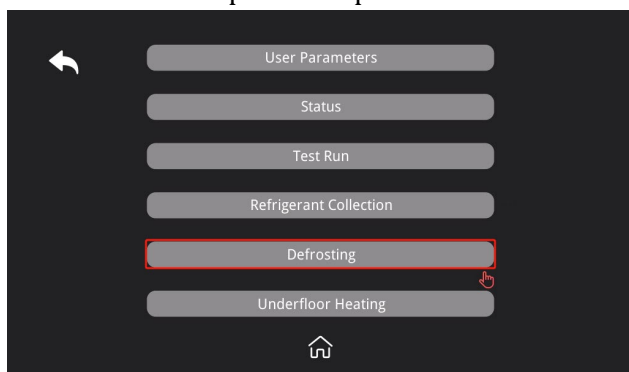 User Parameters
Status
Test Run
Refrigerant Collection
Defrosting
Underfloor Heating